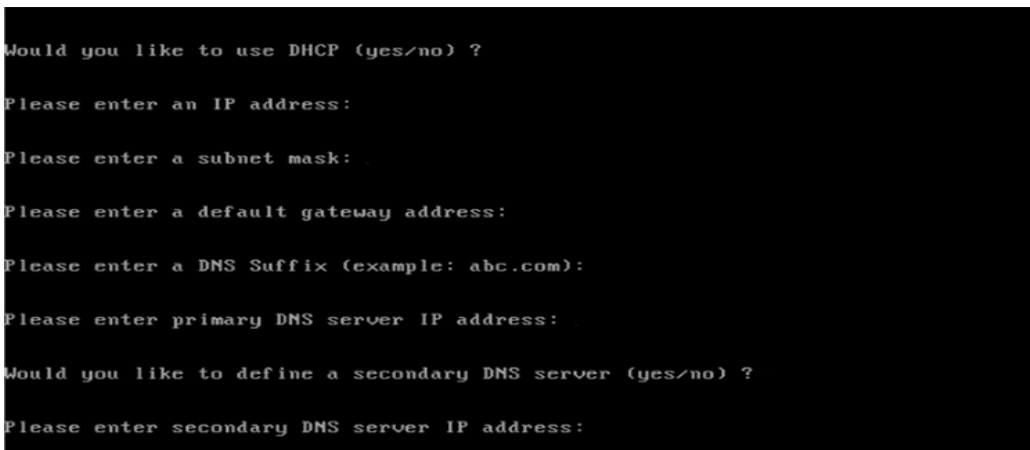 Would you like to use DHCP (yes/no) ?
Please enter an IP address:
Please enter a subnet mask:
Please enter a default gateway address:
Please enter a DNS Suffix (example: abc.com):
Please enter primary DNS server IP address:
Would you like to define a secondary DNS server (yes/no) ?
Please enter secondary DNS server IP address: